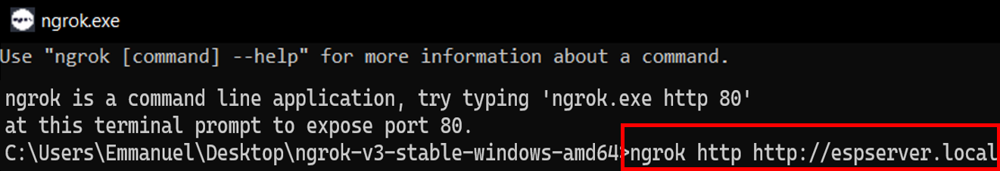 ngrok.exe
Use "ngrok [command] --help" for more information about a command.
ngrok is a command line application, try typing 'ngrok.exe http 80'
at this terminal prompt to expose port 80.
C:\Users\Emmanuel\Desktop\ngrok-v3-stable-windows-amd64>ngrok http http://espserver.local